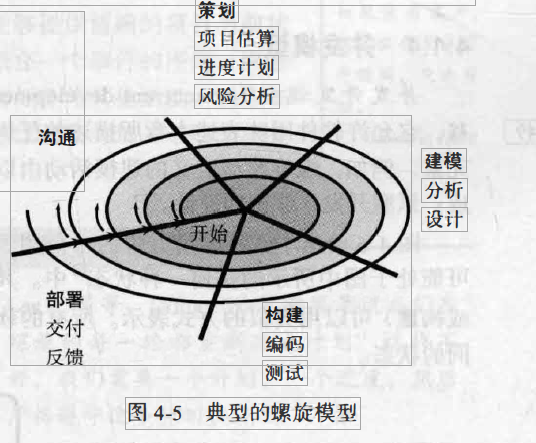 策划
项目估算
进度计划
风险分析
沟通
建模
分析
设计
开始
部署
交付
反馈
构建
编码
测试
图 4-5 典型的螺旋模型